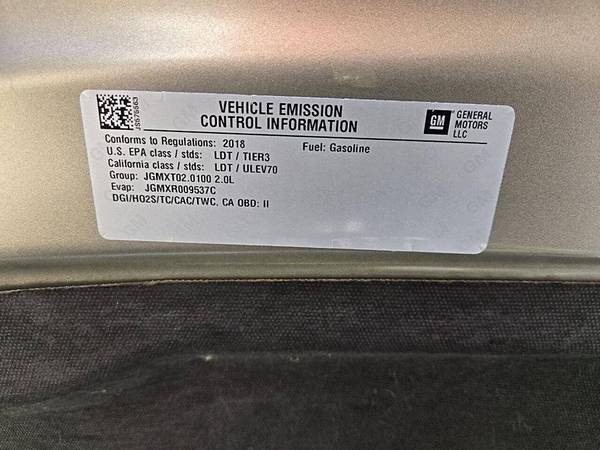 JS575563
VEHICLE EMISSION
CONTROL INFORMATION
GM
GENERAL
MOTORS
LLC
Conforms to Regulations: 2018 Fuel: Gasoline
U.S. EPA class / stds: LDT / TIER3
California class / stds: LDT / ULEV70
Group: JGMXT02.0100 2.0L
Evap: JGMXR009537C
DGI/HO2S/TC/CAC/TWC, CA OBD: II